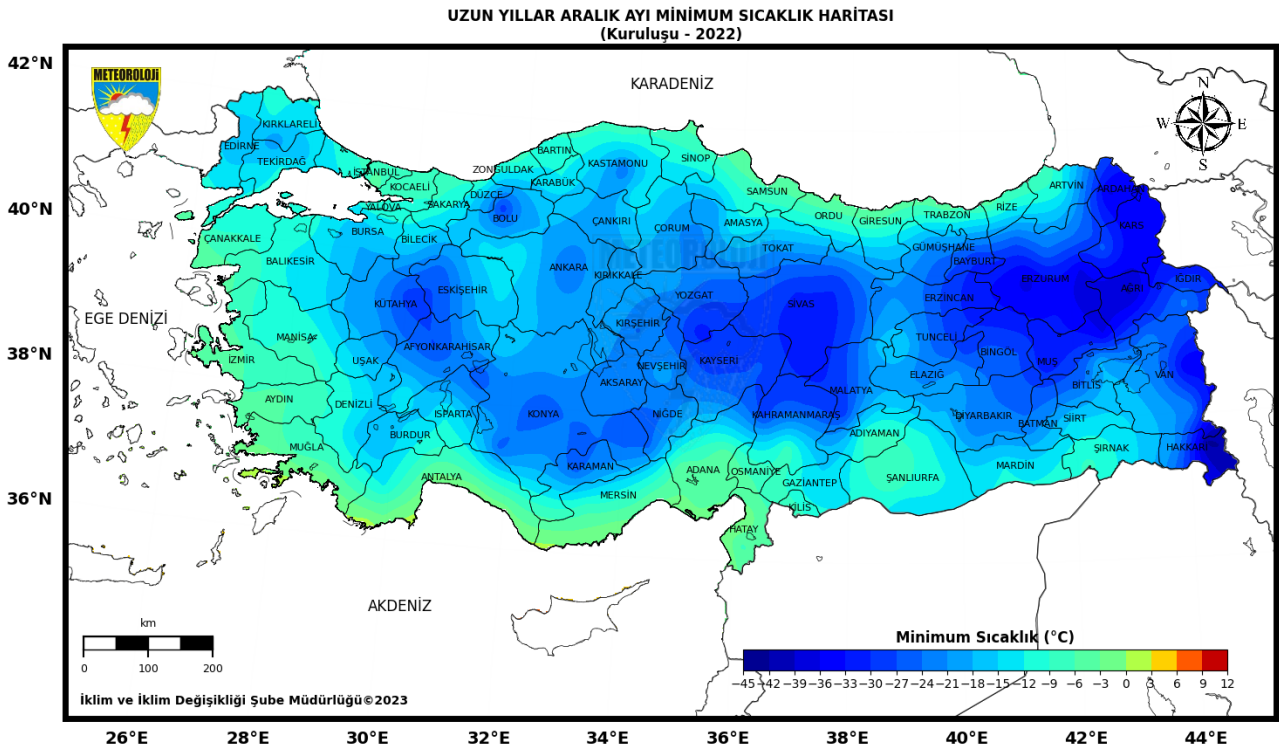 UZUN YILLAR ARALIK AYI MİNİMUM SICAKLIK HARİTASI
(Kuruluşu - 2022)
42°N
40°N
38°N
36°N
METEOROLOJİ
KARADENİZ
N
W E
S
KIRKLARELİ
EDİRNE
TEKİRDAĞ
İSTANBUL
KOCAELİ
YALOVA
SAKARYA
DÜZCE
ZONGULDAK
BARTIN
KARABÜK
KASTAMONU
SİNOP
SAMSUN
ORDU
GİRESUN
TRABZON
RİZE
ARTVİN
ARDAHAN
KARS
ÇANAKKALE
BALIKESİR
BURSA
BİLECİK
BOLU
ÇANKIRI
ÇORUM
AMASYA
TOKAT
GÜMÜŞHANE
BAYBURT
ERZURUM
AĞRI
IĞDIR
METEOROLOJİ
KÜTAHYA
ESKİŞEHİR
ANKARA
KIRIKKALE
YOZGAT
SİVAS
ERZİNCAN
EGE DENİZİ
MANİSA
İZMİR
UŞAK
AFYONKARAHİSAR
KIRŞEHİR
NEVŞEHİR
KAYSERİ
TUNCELİ
BİNGÖL
MUŞ
BİTLİS
VAN
AYDIN
DENİZLİ
ISPARTA
BURDUR
KONYA
AKSARAY
NİĞDE
KAHRAMANMARAŞ
MALATYA
ELAZIĞ
DİYARBAKIR
BATMAN
SİİRT
MUĞLA
ANTALYA
KARAMAN
MERSİN
ADANA
OSMANİYE
GAZİANTEP
KİLİS
HATAY
ADIYAMAN
ŞANLIURFA
MARDİN
ŞIRNAK
HAKKARİ
AKDENİZ
km
0 100 200
İklim ve İklim Değişikliği Şube Müdürlüğü©2023
Minimum Sıcaklık (°C)
−45 −42 −39 −36 −33 −30 −27 −24 −21 −18 −15 −12 −9 −6 −3 0 3 6 9 12
26°E 28°E 30°E 32°E 34°E 36°E 38°E 40°E 42°E 44°E